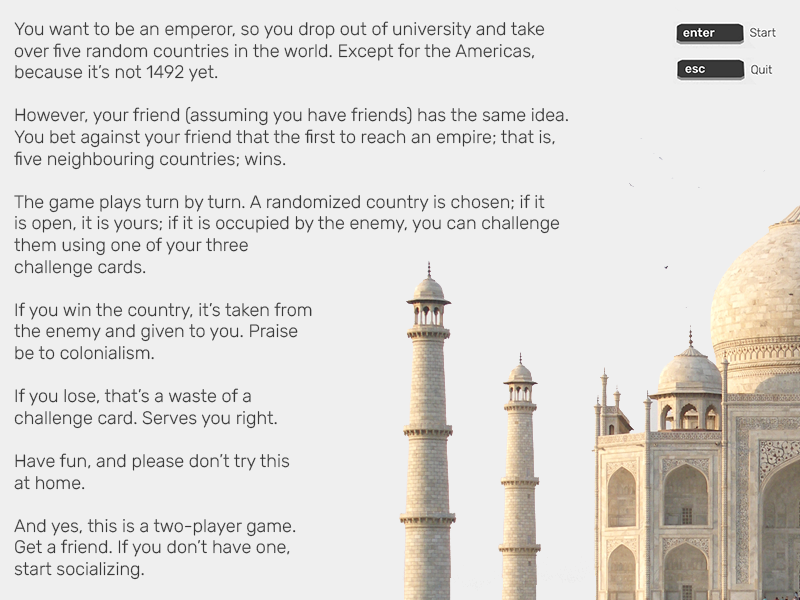 You want to be an emperor, so you drop out of university and take
over five random countries in the world. Except for the Americas,
because it's not 1492 yet.
However, your friend (assuming you have friends) has the same idea.
You bet against your friend that the first to reach an empire; that is,
five neighbouring countries; wins.
The game plays turn by turn. A randomized country is chosen; if it
is open, it is yours; if it is occupied by the enemy, you can challenge
them using one of your three
challenge cards.
If you win the country, it's taken from
the enemy and given to you. Praise
be to colonialism.
If you lose, that's a waste of a
challenge card. Serves you right.
Have fun, and please don't try this
at home.
And yes, this is a two-player game.
Get a friend. If you don't have one,
start socializing.
enter Start
esc Quit